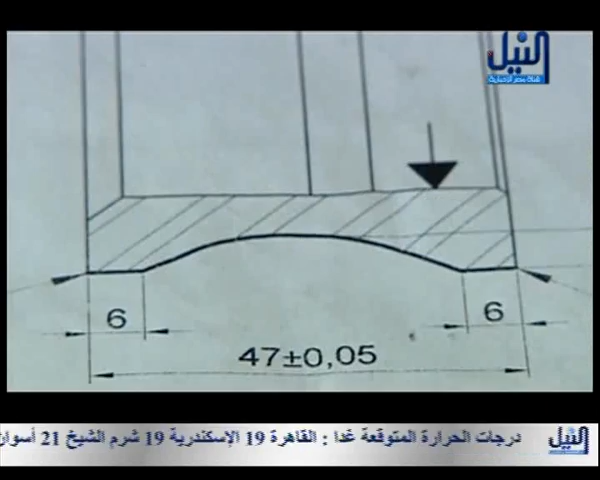 النيل
قناة مصر الإخبارية
6
6
47±0,05
درجات الحرارة المتوقعة غدا : القاهرة 19 الإسكندرية 19 شرم الشيخ 21 أسوان
النيل